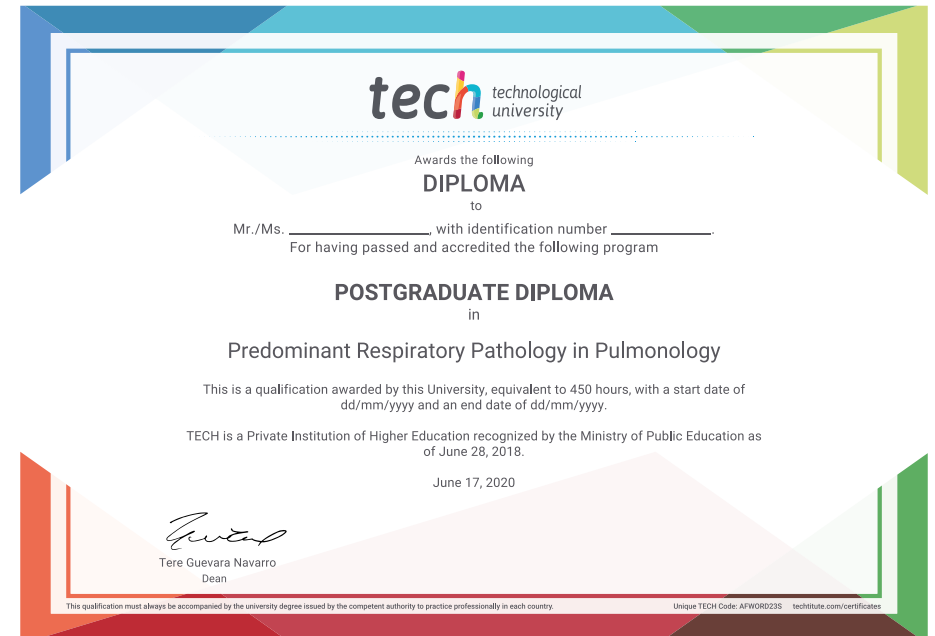 tech technological
university
Awards the following
DIPLOMA
to
Mr./Ms. ____________, with identification number ____________.
For having passed and accredited the following program
POSTGRADUATE DIPLOMA
in
Predominant Respiratory Pathology in Pulmonology
This is a qualification awarded by this University, equivalent to 450 hours, with a start date of
dd/mm/yyyy and an end date of dd/mm/yyyy.
TECH is a Private Institution of Higher Education recognized by the Ministry of Public Education as
of June 28, 2018.
June 17, 2020
Tere Guevara Navarro
Dean
This qualification must always be accompanied by the university degree issued by the competent authority to practice professionally in each country.
Unique TECH Code: AFWORD23S techtitute.com/certificates